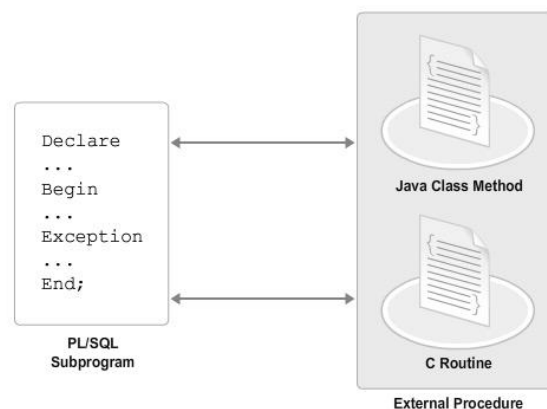 Declare
...
Begin
...
Exception
...
End;
PL/SQL
Subprogram
Java Class Method
C Routine
External Procedure